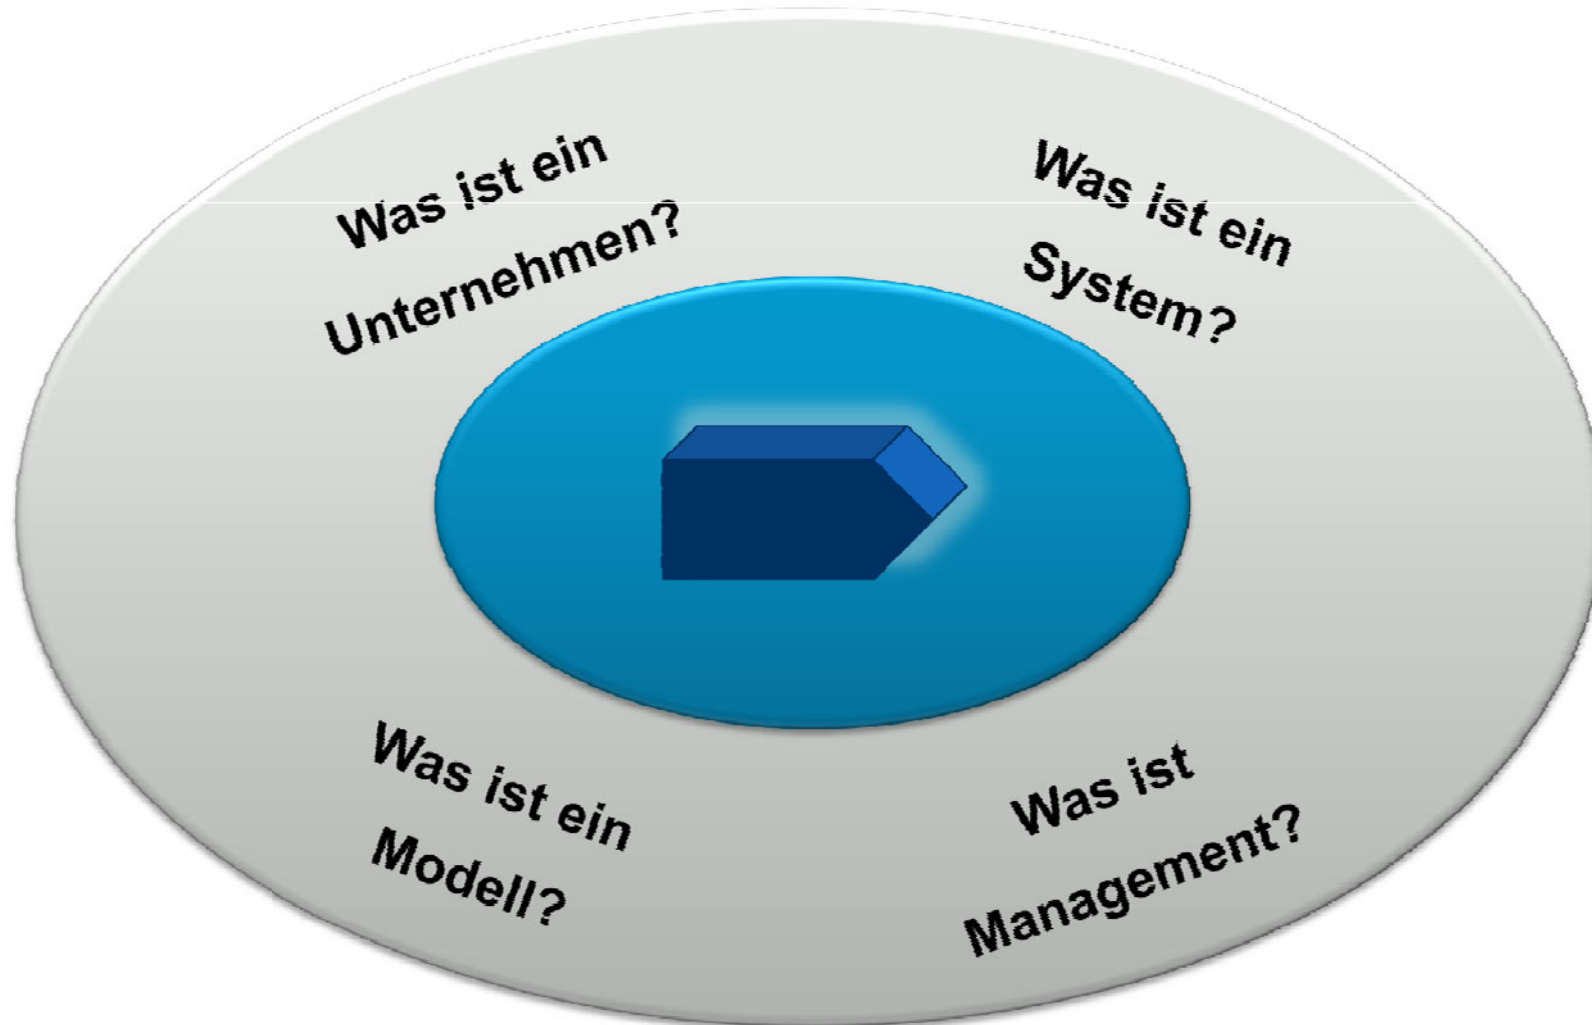 Was ist ein
Unternehmen?
Was ist ein
System?
Was ist ein
Modell?
Was ist
Management?